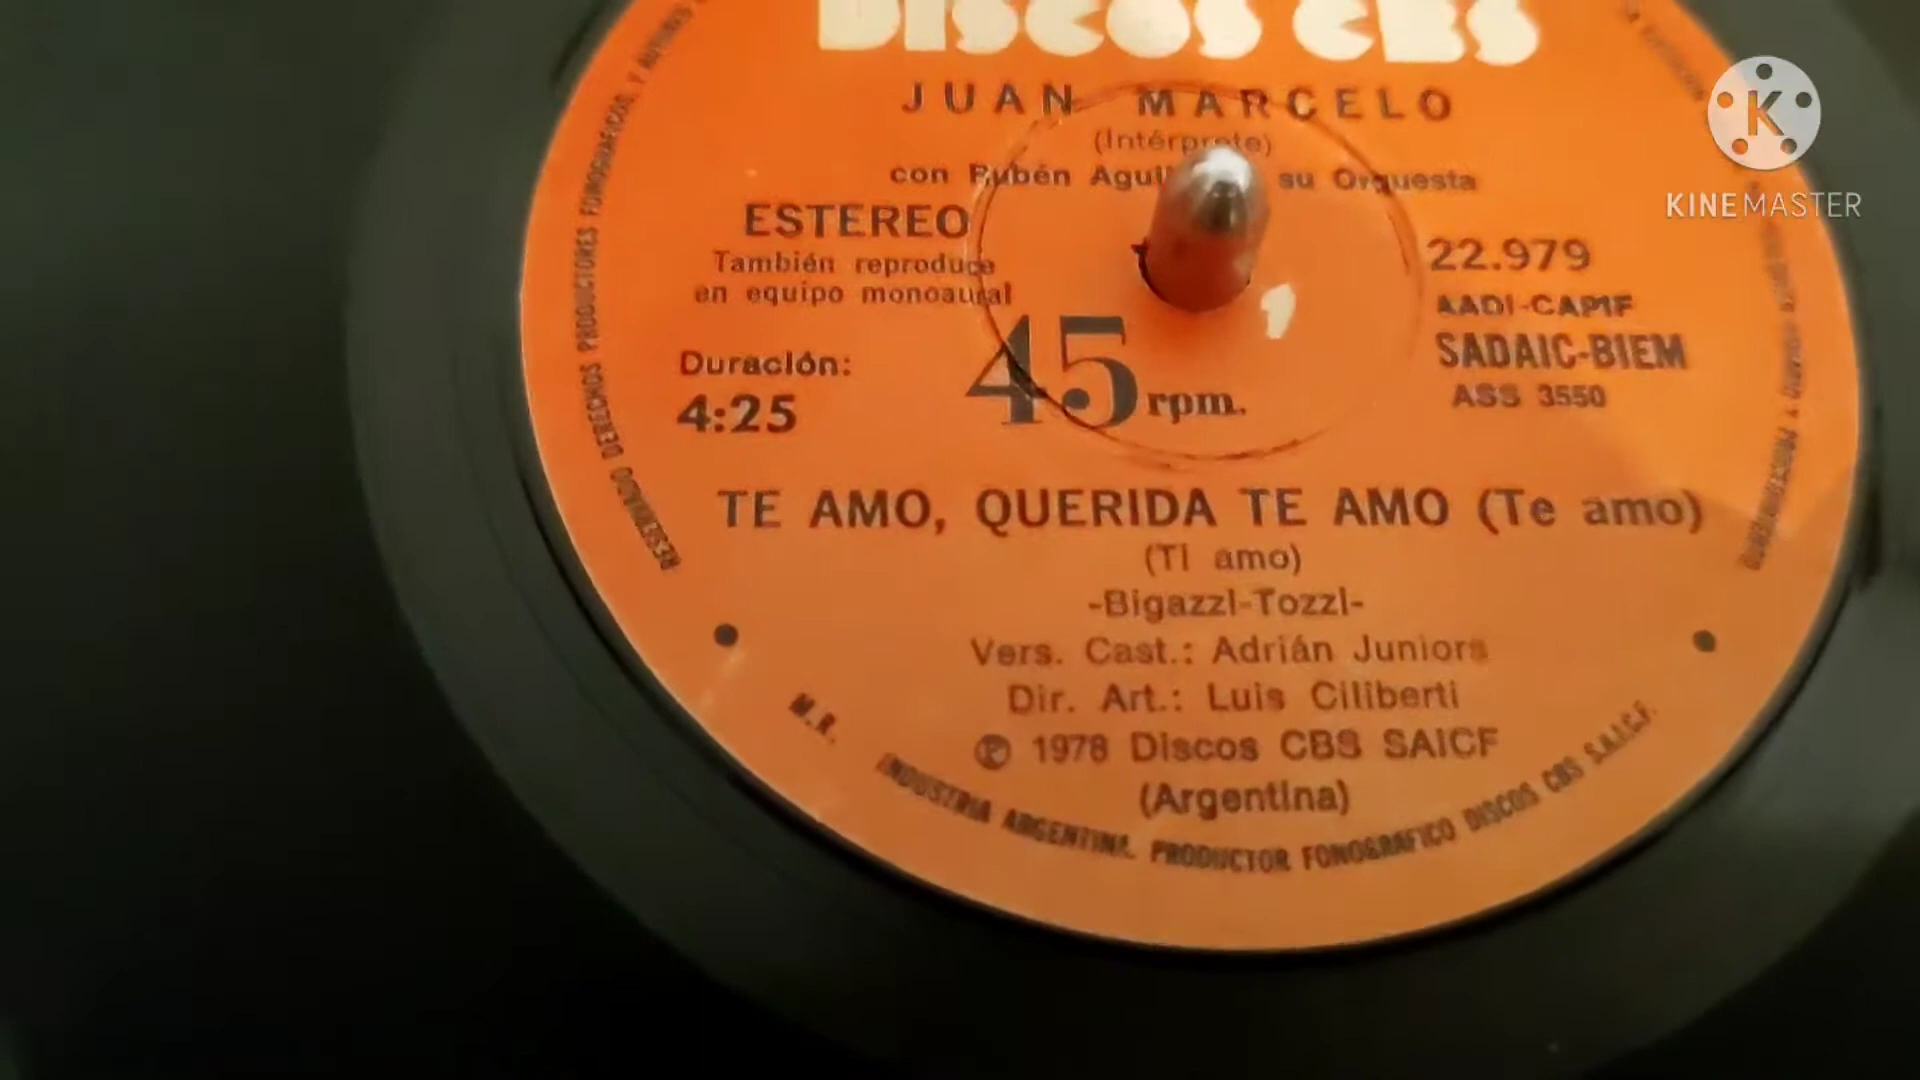 DISCOS CBS
JUAN MARCELO
(Intérprete)
con Rubén su Orquesta
ESTEREO
También reproduce
en equipo monoaural
22.979
AADI-CAPIF
SADAIC-BIEM
ASS 3550
1
45 rpm.
Duración:
4:25
TE AMO, QUERIDA TE AMO (Te amo)
(Ti amo)
-Bigazzi-Tozzi-
Vers. Cast.: Adrián Juniors
Dir. Art.: Luis Ciliberti
℗ 1978 Discos CBS SAICF
(Argentina)
M.R. INDUSTRIA ARGENTINA. PRODUCTOR FONOGRAFICO DISCOS CBS S.A.I.C.F.
RESERVADO DERECHOS PRODUCTORES FONOGRAFICOS Y
K
KINEMASTER